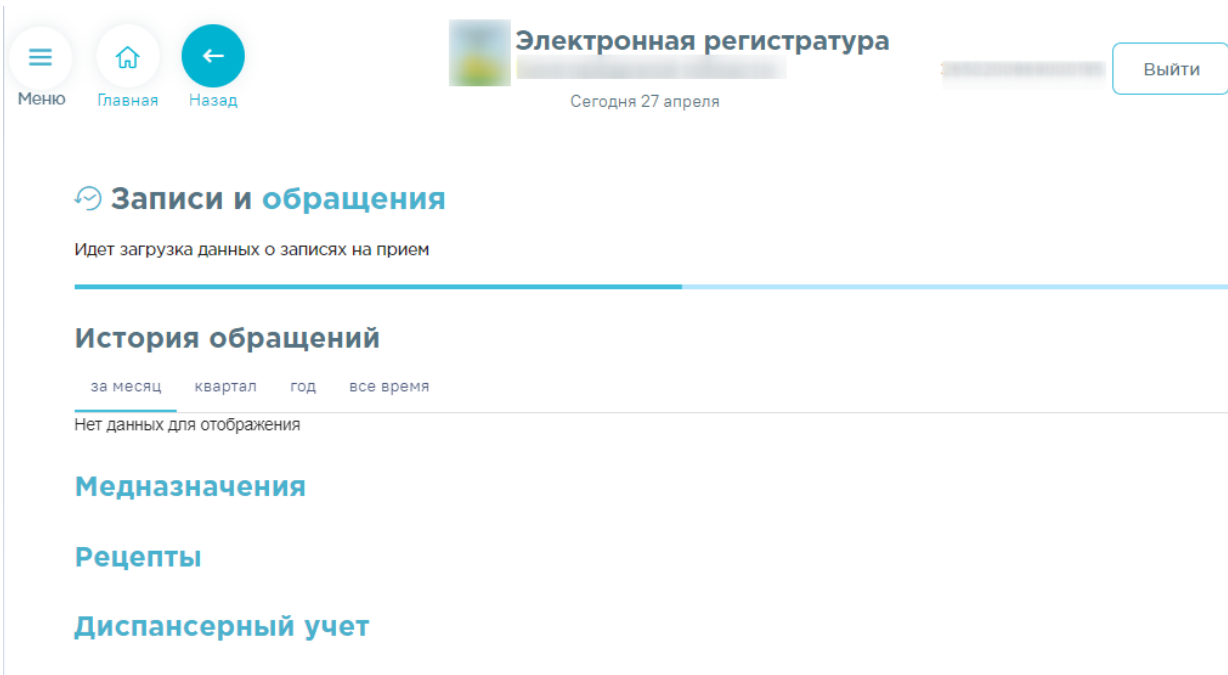 Электронная регистратура
Выйти
Меню
Главная
Назад
Сегодня 27 апреля
Записи и обращения
Идет загрузка данных о записях на прием
История обращений
за месяц квартал год все время
Нет данных для отображения
Медназначения
Рецепты
Диспансерный учет